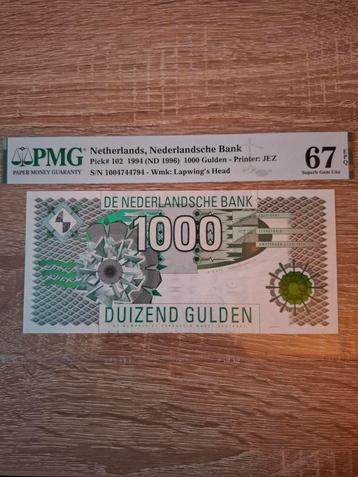 PMG
PAPER MONEY GUARANTY
Netherlands, Nederlandsche Bank
Pick# 102 1994 (ND 1996) 1000 Gulden - Printer: JEZ
S/N 1004744794 - Wmk: Lapwing's Head
67
EPQ
Superb Gem Unc
DE NEDERLANDSCHE BANK
1000
DUIZEND GULDEN